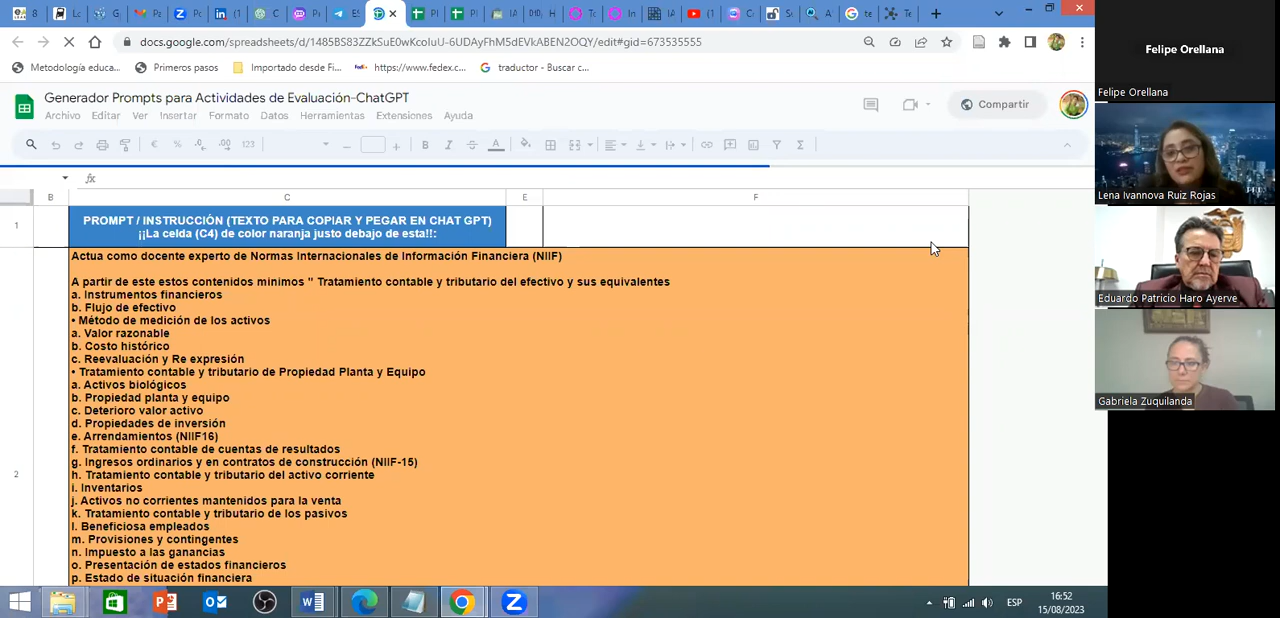 docs.google.com/spreadsheets/d/1485BS83ZZkSuE0wKcoluU-6UDAyFhM5dEVkABEN2OQY/edit#gid=673535555
Metodología educa...
Primeros pasos
Importado desde Fi...
https://www.fedex.c...
traductor - Buscar c...
Generador Prompts para Actividades de Evaluación-ChatGPT
Archivo Editar Ver Insertar Formato Datos Herramientas Extensiones Ayuda
Compartir
123
fx
B C E F
1
PROMPT / INSTRUCCIÓN (TEXTO PARA COPIAR Y PEGAR EN CHAT GPT)
¡¡La celda (C4) de color naranja justo debajo de esta!!:
2
Actua como docente experto de Normas Internacionales de Información Financiera (NIIF)
A partir de este estos contenidos mínimos " Tratamiento contable y tributario del efectivo y sus equivalentes
a. Instrumentos financieros
b. Flujo de efectivo
• Método de medición de los activos
a. Valor razonable
b. Costo histórico
c. Reevaluación y Re expresión
• Tratamiento contable y tributario de Propiedad Planta y Equipo
a. Activos biológicos
b. Propiedad planta y equipo
c. Deterioro valor activo
d. Propiedades de inversión
e. Arrendamientos (NIIF16)
f. Tratamiento contable de cuentas de resultados
g. Ingresos ordinarios y en contratos de construcción (NIIF-15)
h. Tratamiento contable y tributario del activo corriente
i. Inventarios
j. Activos no corrientes mantenidos para la venta
k. Tratamiento contable y tributario de los pasivos
l. Beneficiosa empleados
m. Provisiones y contingentes
n. Impuesto a las ganancias
o. Presentación de estados financieros
p. Estado de situación financiera
Felipe Orellana
Felipe Orellana
Lena Ivannova Ruiz Rojas
Eduardo Patricio Haro Ayerve
Gabriela Zuquilanda
ESP
16:52
15/08/2023